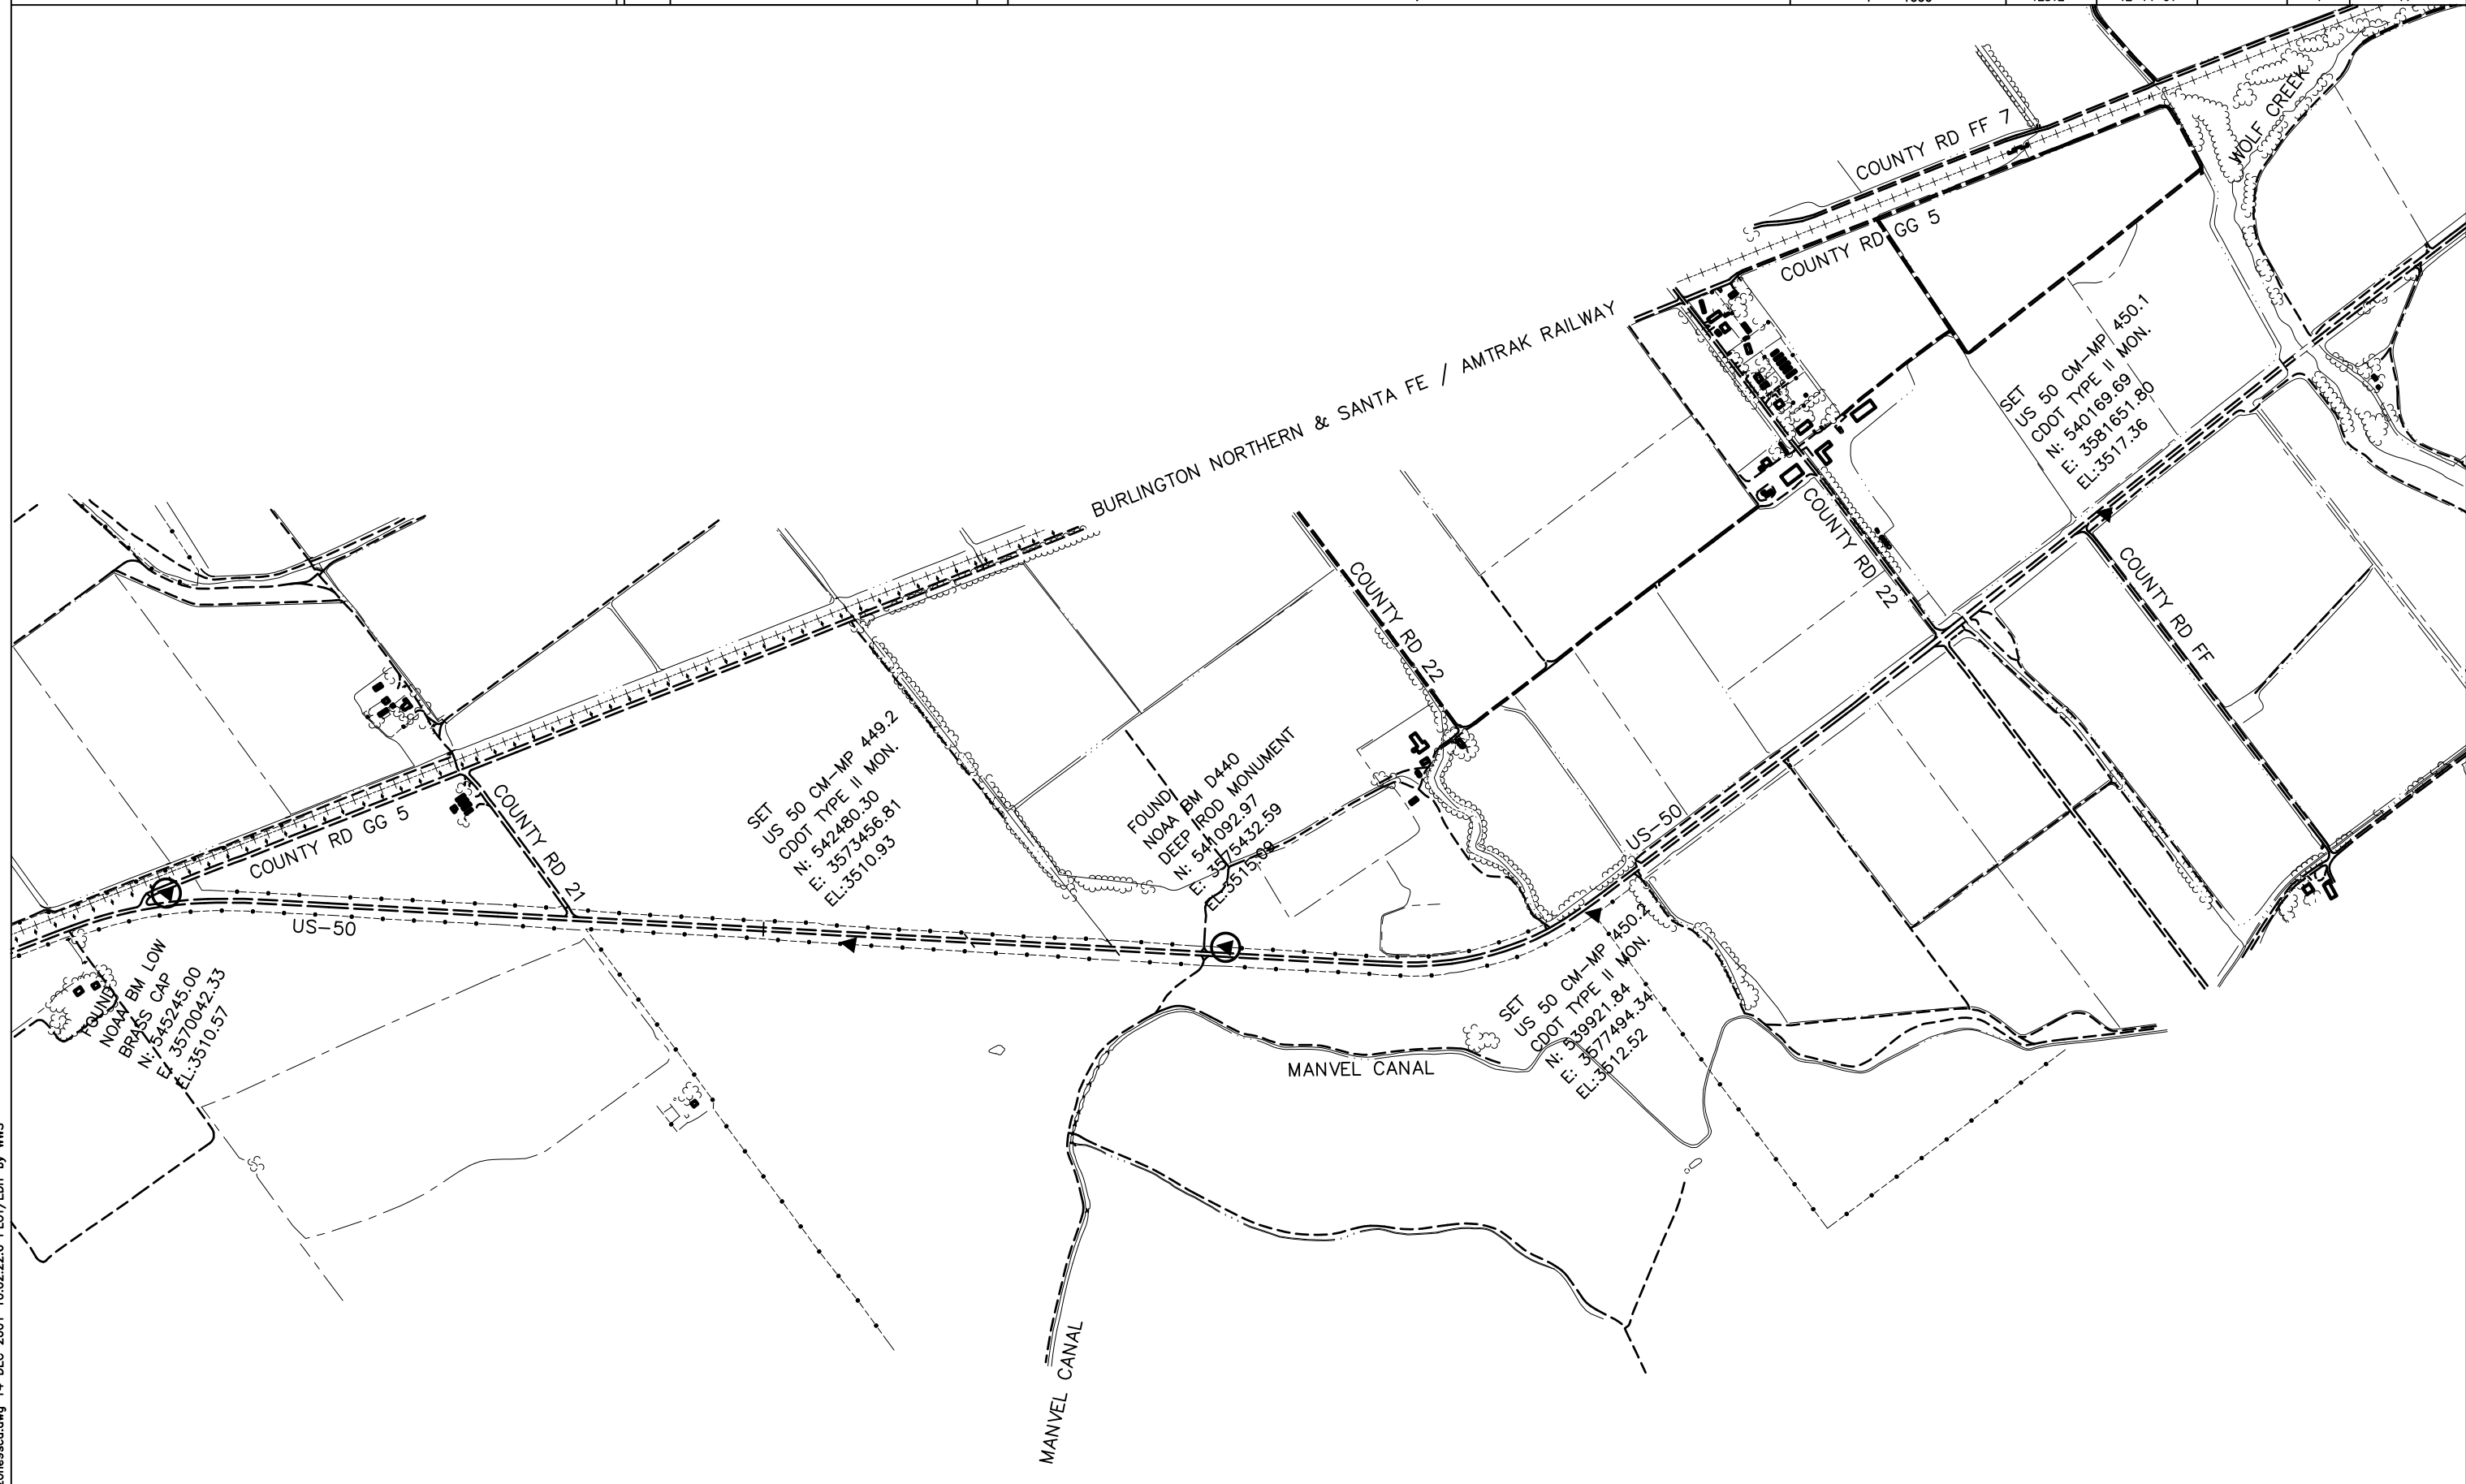 COUNTY RD FF 7
WOLF CREEK
COUNTY RD GG 5
BURLINGTON NORTHERN & SANTA FE / AMTRAK RAILWAY
SET
US 50 CM-MP 450.1
CDOT TYPE II MON.
N: 540169.69
E: 3581651.80
EL:3517.36
COUNTY RD 22
COUNTY RD 22
COUNTY RD FF
SET
US 50 CM-MP 449.2
CDOT TYPE II MON.
N: 542480.30
E: 3573456.81
EL:3510.93
FOUND
NOAA BM D440
DEEP ROD MONUMENT
N: 541092.97
E: 3575432.59
EL:3515.09
COUNTY RD GG 5
COUNTY RD 21
US-50
US-50
FOUND
NOAA BM LOW
BRASS CAP
N: 545245.00
E: 3570042.33
EL:3510.57
SET
US 50 CM-MP 450.2
CDOT TYPE II MON.
N: 539921.84
E: 3577494.34
EL:3512.52
MANVEL CANAL
MANVEL CANAL